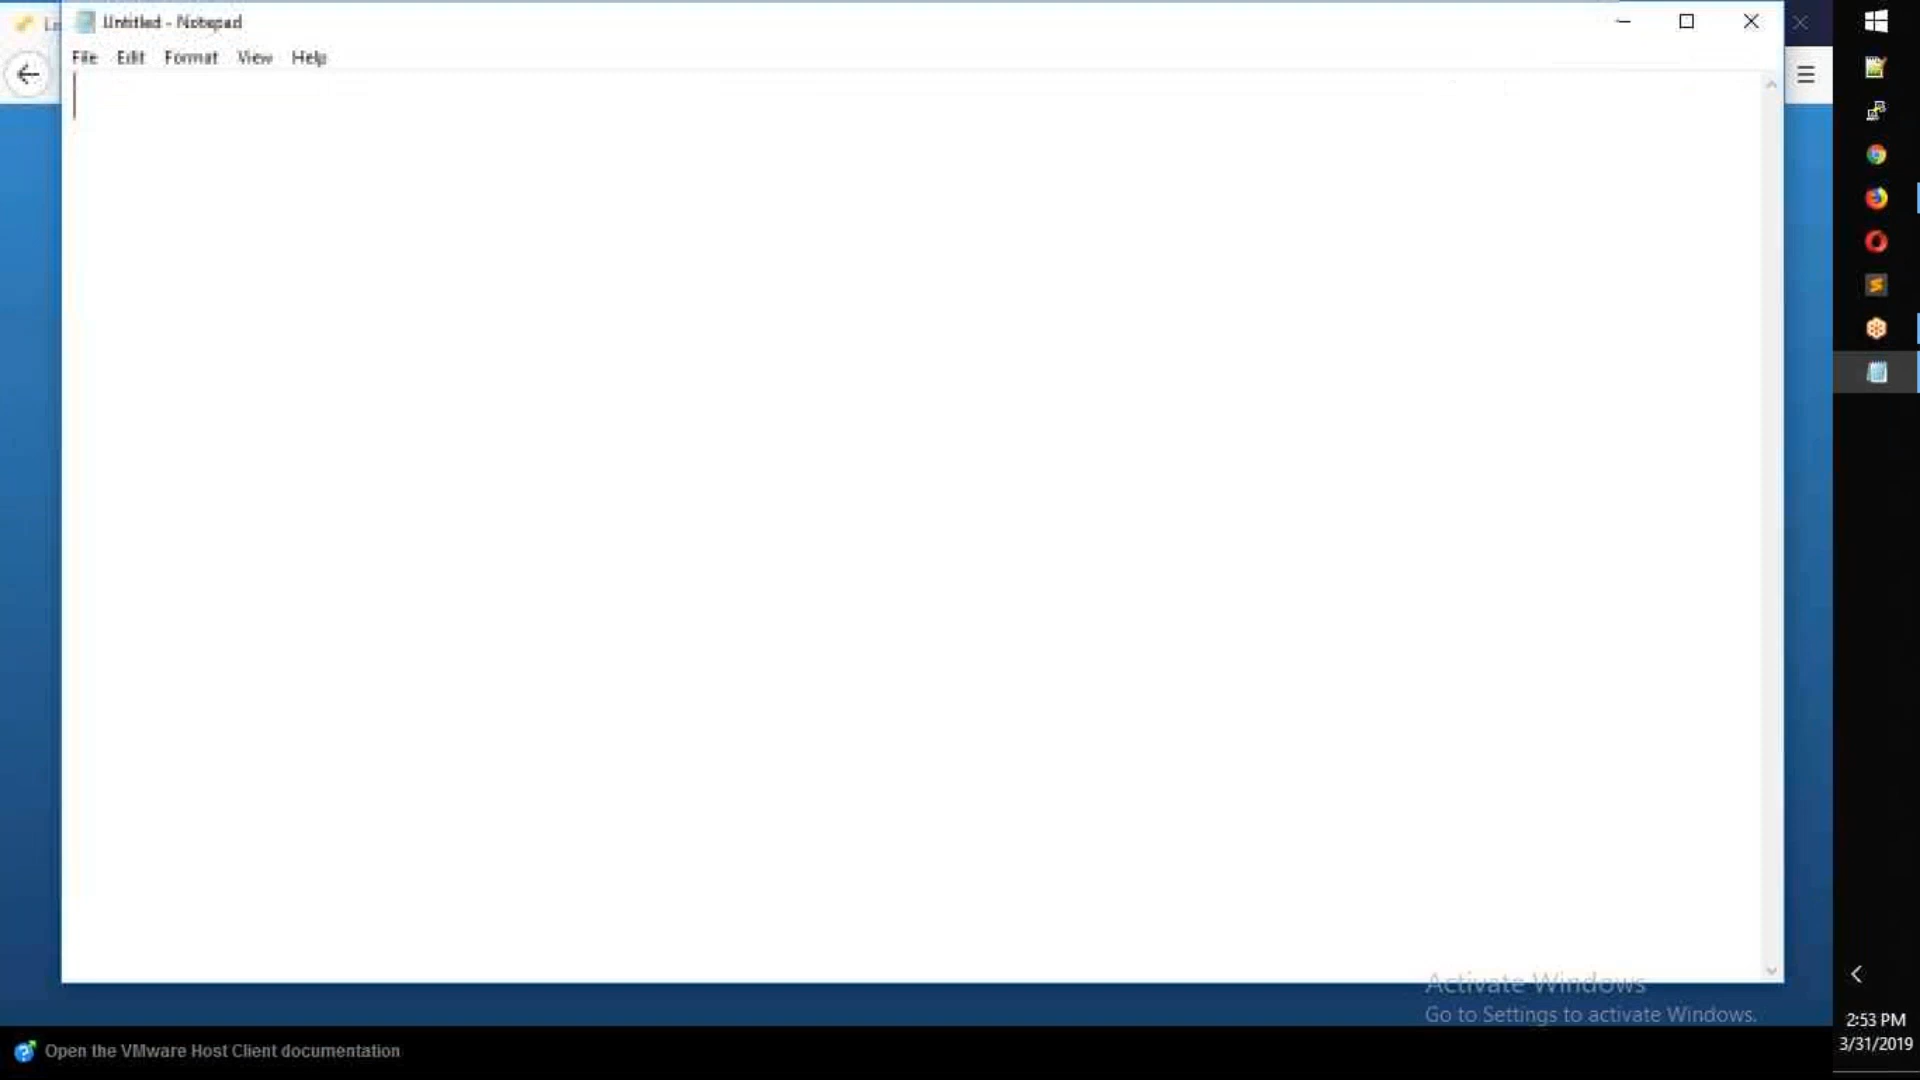 Untitled - Notepad
File Edit Format View Help
Activate Windows
Go to Settings to activate Windows.
2:53 PM
3/31/2019
Open the VMware Host Client documentation